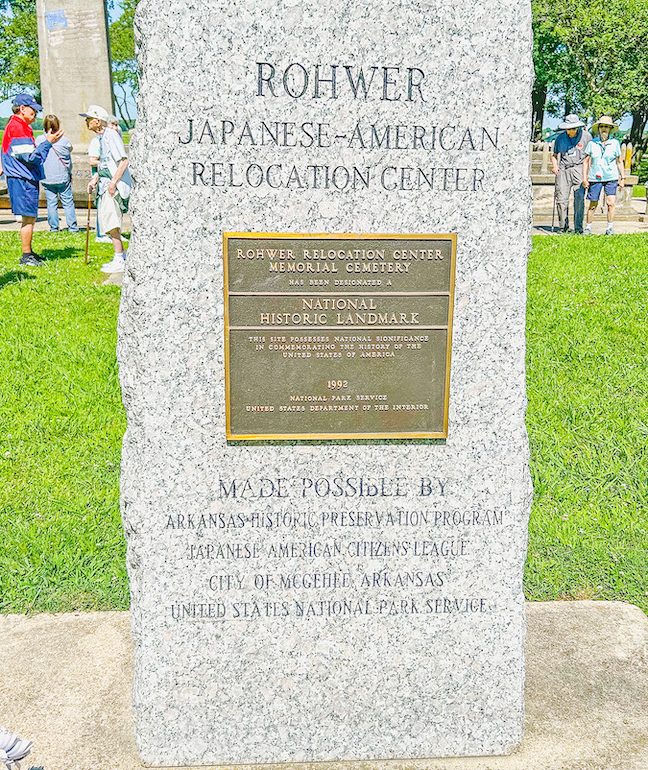 ROHWER
JAPANESE-AMERICAN
RELOCATION CENTER
ROHWER RELOCATION CENTER
MEMORIAL CEMETERY
HAS BEEN DESIGNATED A
NATIONAL
HISTORIC LANDMARK
THIS SITE POSSESSES NATIONAL SIGNIFICANCE
IN COMMEMORATING THE HISTORY OF THE
UNITED STATES OF AMERICA
1992
NATIONAL PARK SERVICE
UNITED STATES DEPARTMENT OF THE INTERIOR
MADE POSSIBLE BY
ARKANSAS HISTORIC PRESERVATION PROGRAM
JAPANESE AMERICAN CITIZENS LEAGUE
CITY OF MCGEHEE, ARKANSAS
UNITED STATES NATIONAL PARK SERVICE